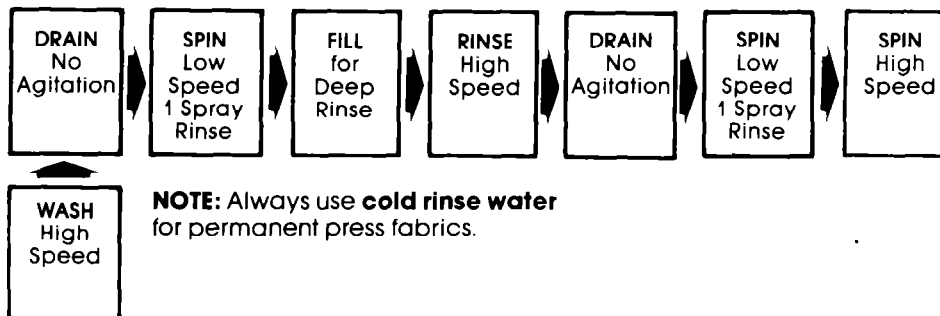 DRAIN
No
Agitation
SPIN
Low
Speed
1 Spray
Rinse
FILL
for
Deep
Rinse
RINSE
High
Speed
DRAIN
No
Agitation
SPIN
Low
Speed
1 Spray
Rinse
SPIN
High
Speed
WASH
High
Speed
NOTE: Always use cold rinse water
for permanent press fabrics.